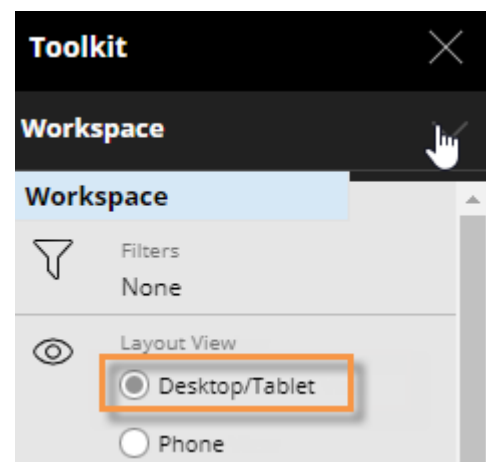 Toolkit
Workspace
Workspace
Filters
None
Layout View
Desktop/Tablet
Phone